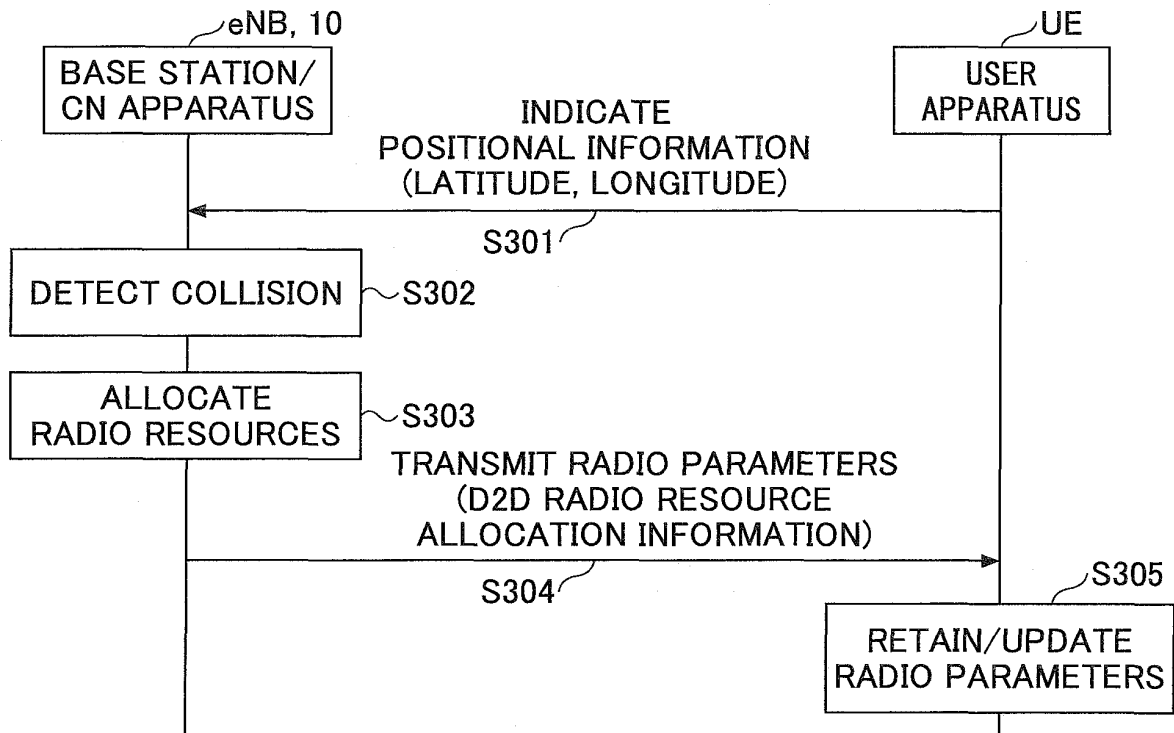 eNB, 10
BASE STATION/
CN APPARATUS
UE
USER
APPARATUS
INDICATE
POSITIONAL INFORMATION
(LATITUDE, LONGITUDE)
S301
DETECT COLLISION
S302
ALLOCATE
RADIO RESOURCES
S303
TRANSMIT RADIO PARAMETERS
(D2D RADIO RESOURCE
ALLOCATION INFORMATION)
S304
S305
RETAIN/UPDATE
RADIO PARAMETERS